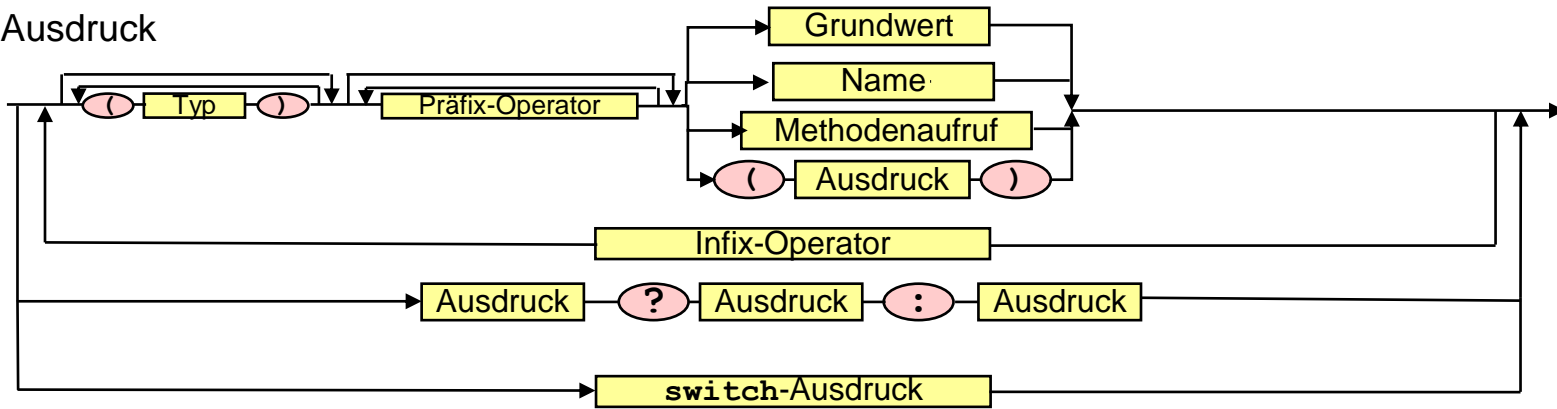 Ausdruck
Grundwert
Name
( Typ ) Präfix-Operator
Methodenaufruf
( Ausdruck )
Infix-Operator
Ausdruck ? Ausdruck : Ausdruck
switch-Ausdruck